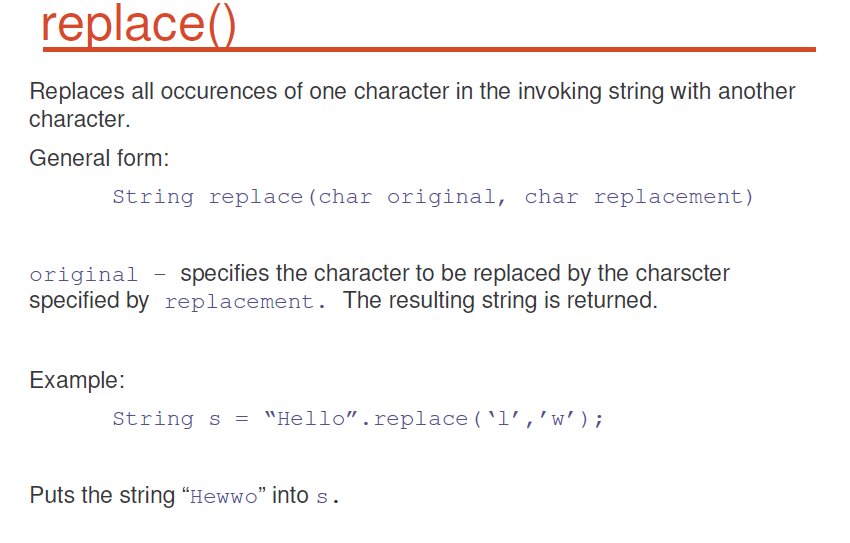 replace()
Replaces all occurences of one character in the invoking string with another
character.
General form:
String replace(char original, char replacement)
original – specifies the character to be replaced by the charscter
specified by replacement. The resulting string is returned.
Example:
String s = “Hello”.replace(‘l’,’w’);
Puts the string “Hewwo” into s.